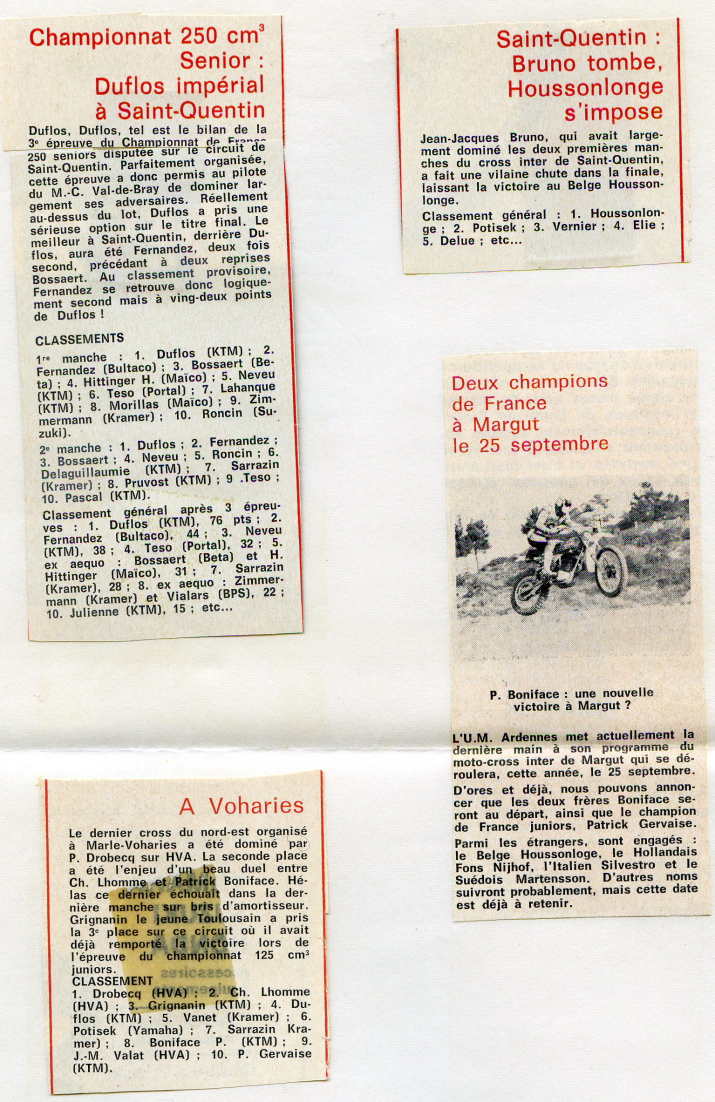 Championnat 250 cm³
Senior :
Duflos impérial
à Saint-Quentin
Duflos, Duflos, tel est le bilan de la
3e épreuve du Championnat de France
250 seniors disputée sur le circuit de
Saint-Quentin. Parfaitement organisée,
cette épreuve a donc permis au pilote
du M.-C. Val-de-Bray de dominer lar-
gement ses adversaires. Réellement
au-dessus du lot, Duflos a pris une
sérieuse option sur le titre final. Le
meilleur à Saint-Quentin, derrière Du-
flos, aura été Fernandez, deux fois
second, précédant à deux reprises
Bossaert. Au classement provisoire,
Fernandez se retrouve donc logique-
ment second mais à ving-deux points
de Duflos !
CLASSEMENTS
1re manche : 1. Duflos (KTM) ; 2.
Fernandez (Bultaco) ; 3. Bossaert (Be-
ta) ; 4. Hittinger H. (Maïco) ; 5. Neveu
(KTM) ; 6. Teso (Portal) ; 7. Lahanque
(KTM) ; 8. Morillas (Maïco) ; 9. Zim-
mermann (Kramer) ; 10. Roncin (Su-
zuki).
2e manche : 1. Duflos ; 2. Fernandez ;
3. Bossaert ; 4. Neveu ; 5. Roncin ; 6.
Delaguillaumie (KTM) ; 7. Sarrazin
(Kramer) ; 8. Pruvost (KTM) ; 9 .Teso ;
10. Pascal (KTM).
Classement général après 3 épreu-
ves : 1. Duflos (KTM), 76 pts ; 2.
Fernandez (Bultaco), 44 ; 3. Neveu
(KTM), 38 ; 4. Teso (Portal), 32 ; 5.
ex aequo : Bossaert (Beta) et H.
Hittinger (Maïco), 31 ; 7. Sarrazin
(Kramer), 28 ; 8. ex aequo : Zimmer-
mann (Kramer) et Vialars (BPS), 22 ;
10. Julienne (KTM), 15 ; etc...
Saint-Quentin :
Bruno tombe,
Houssonlonge
s'impose
Jean-Jacques Bruno, qui avait large-
ment dominé les deux premières man-
ches du cross inter de Saint-Quentin,
a fait une vilaine chute dans la finale,
laissant la victoire au Belge Housson-
longe.
Classement général : 1. Houssonlon-
ge ; 2. Potisek ; 3. Vernier ; 4. Elie ;
5. Delue ; etc...
Deux champions
de France
à Margut
le 25 septembre
P. Boniface : une nouvelle
victoire à Margut ?
L'U.M. Ardennes met actuellement la
dernière main à son programme du
moto-cross inter de Margut qui se dé-
roulera, cette année, le 25 septembre.
D'ores et déjà, nous pouvons annon-
cer que les deux frères Boniface se-
ront au départ, ainsi que le champion
de France juniors, Patrick Gervaise.
Parmi les étrangers, sont engagés :
le Belge Houssonloge, le Hollandais
Fons Nijhof, l'Italien Silvestro et le
Suédois Martensson. D'autres noms
suivront probablement, mais cette date
est déjà à retenir.
A Voharies
Le dernier cross du nord-est organisé
à Marle-Voharies a été dominé par
P. Drobecq sur HVA. La seconde place
a été l'enjeu d'un beau duel entre
Ch. Lhomme et Patrick Boniface. Hé-
las ce dernier échouait dans la der-
nière manche sur bris d'amortisseur.
Grignanin le jeune Toulousain a pris
la 3e place sur ce circuit où il avait
déjà remporté la victoire lors de
l'épreuve du championnat 125 cm³
juniors.
CLASSEMENT
1. Drobecq (HVA) ; 2. Ch. Lhomme
(HVA) ; 3. Grignanin (KTM) ; 4. Du-
flos (KTM) ; 5. Vanet (Kramer) ; 6.
Potisek (Yamaha) ; 7. Sarrazin Kra-
mer) ; 8. Boniface P. (KTM) ; 9.
J.-M. Valat (HVA) ; 10. P. Gervaise
(KTM).